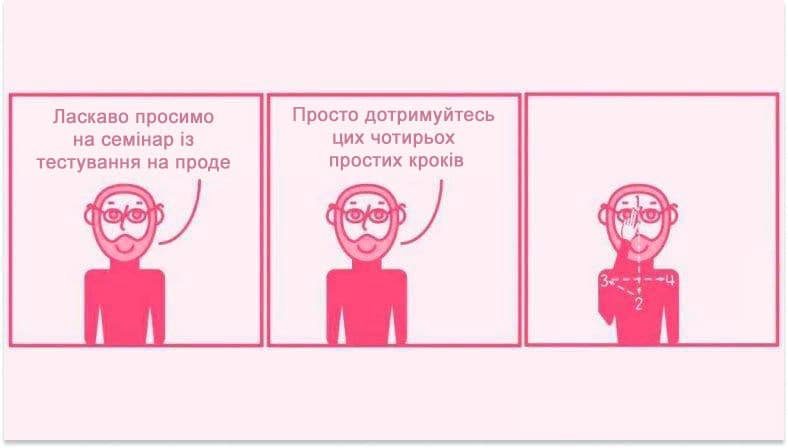 Ласкаво просимо
на семінар із
тестування на проде
Просто дотримуйтесь
цих чотирьох
простих кроків
1
3
4
2